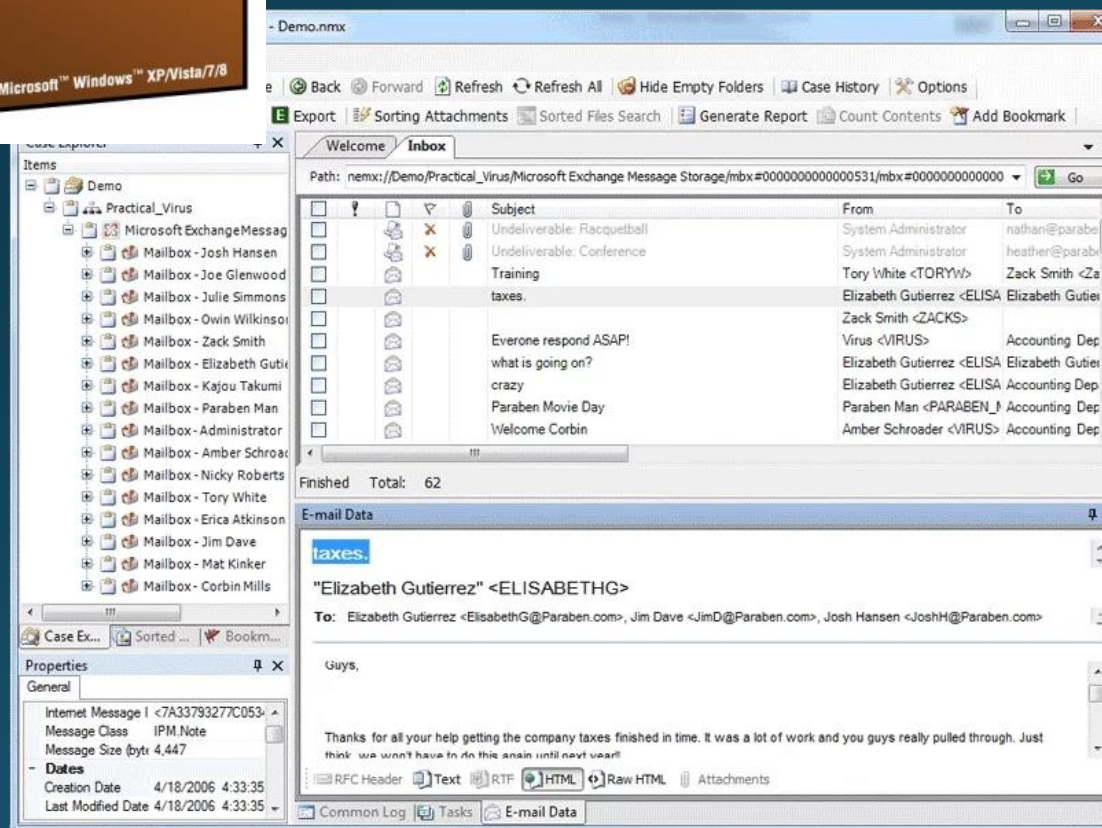 Microsoft™ Windows™ XP/Vista/7/8
- Demo.nmx
e Back Forward Refresh Refresh All Hide Empty Folders Case History Options
Export Sorting Attachments Sorted Files Search Generate Report Count Contents Add Bookmark
Case Explorer
Items
Demo
Practical_Virus
Microsoft Exchange Messag
Mailbox - Josh Hansen
Mailbox - Joe Glenwood
Mailbox - Julie Simmons
Mailbox - Owin Wilkinso
Mailbox - Zack Smith
Mailbox - Elizabeth Gutie
Mailbox - Kajou Takumi
Mailbox - Paraben Man
Mailbox - Administrator
Mailbox - Amber Schroad
Mailbox - Nicky Roberts
Mailbox - Tory White
Mailbox - Erica Atkinson
Mailbox - Jim Dave
Mailbox - Mat Kinker
Mailbox - Corbin Mills
Case Ex... Sorted ... Bookm...
Properties
General
Internet Message I <7A33793277C0534
Message Class IPM.Note
Message Size (byte 4,447
Dates
Creation Date 4/18/2006 4:33:35
Last Modified Date 4/18/2006 4:33:35
Welcome Inbox
Path: nemx://Demo/Practical_Virus/Microsoft Exchange Message Storage/mbx#0000000000000531/mbx#0000000000000 Go
! Subject From To
Undeliverable: Racquetball System Administrator nathan@parabe
Undeliverable: Conference System Administrator heather@parabe
Training Tory White <TORYW> Zack Smith <Za
taxes. Elizabeth Gutierrez <ELISA Elizabeth Gutier
Zack Smith <ZACKS>
Everone respond ASAP! Virus <VIRUS> Accounting Dep
what is going on? Elizabeth Gutierrez <ELISA Elizabeth Gutier
crazy Elizabeth Gutierrez <ELISA Accounting Dep
Paraben Movie Day Paraben Man <PARABEN_M Accounting Dep
Welcome Corbin Amber Schroader <VIRUS> Accounting Dep
Finished Total: 62
E-mail Data
taxes.
"Elizabeth Gutierrez" <ELISABETHG>
To: Elizabeth Gutierrez <ElisabethG@Paraben.com>, Jim Dave <JimD@Paraben.com>, Josh Hansen <JoshH@Paraben.com>
Guys,
Thanks for all your help getting the company taxes finished in time. It was a lot of work and you guys really pulled through. Just
think, we won't have to do this again until next year!!
RFC Header Text RTF HTML Raw HTML Attachments
Common Log Tasks E-mail Data